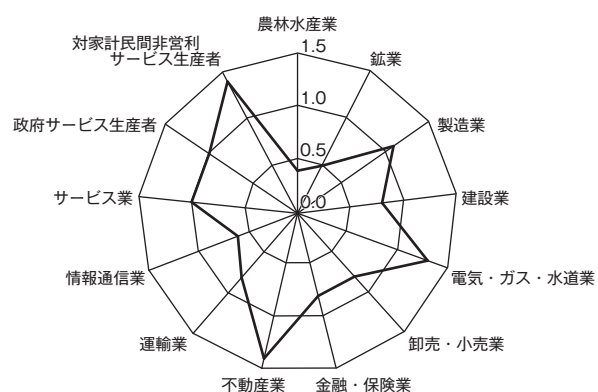 農林水産業
1.5
対家計民間非営利
サービス生産者
鉱業
1.0
政府サービス生産者
製造業
0.5
サービス業
0.0
建設業
情報通信業
電気・ガス・水道業
運輸業
卸売・小売業
不動産業
金融・保険業